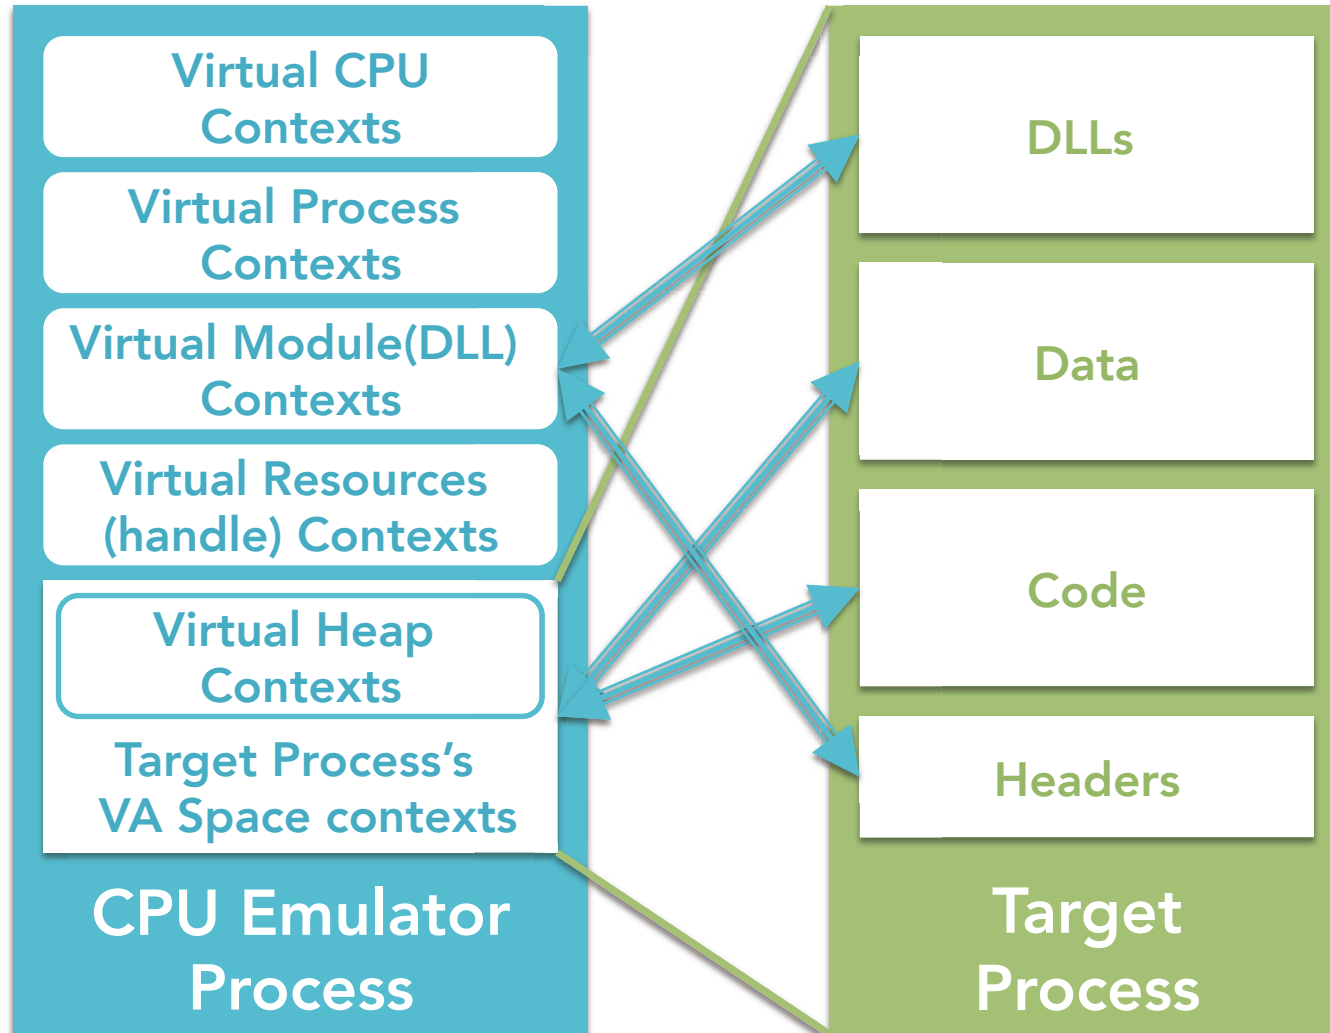 Virtual CPU
Contexts
Virtual Process
Contexts
Virtual Module(DLL)
Contexts
Virtual Resources
(handle) Contexts
Virtual Heap
Contexts
Target Process’s
VA Space contexts
CPU Emulator
Process
DLLs
Data
Code
Headers
Target
Process